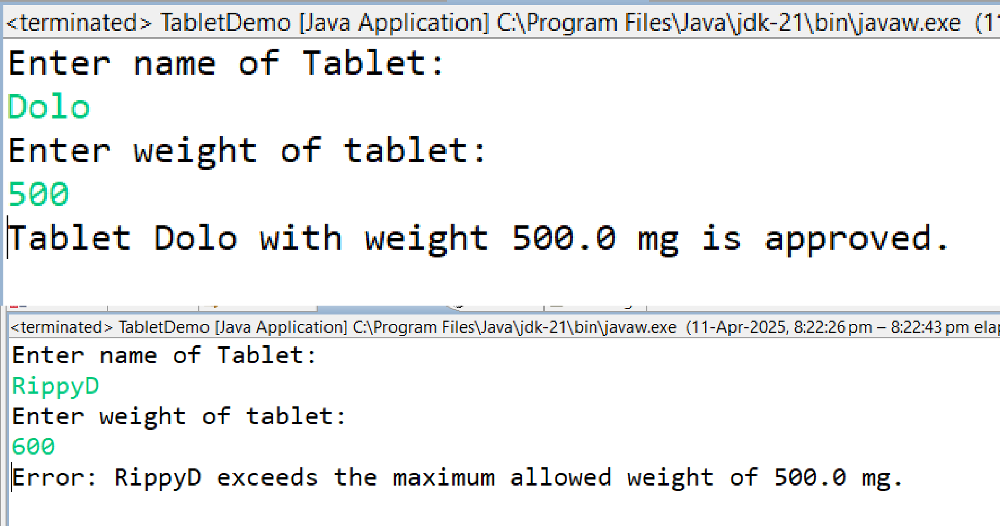 <terminated> TabletDemo [Java Application] C:\Program Files\Java\jdk-21\bin\javaw.exe (11
Enter name of Tablet:
Dolo
Enter weight of tablet:
500
Tablet Dolo with weight 500.0 mg is approved.
<terminated> TabletDemo [Java Application] C:\Program Files\Java\jdk-21\bin\javaw.exe (11-Apr-2025, 8:22:26 pm – 8:22:43 pm elap
Enter name of Tablet:
RippyD
Enter weight of tablet:
600
Error: RippyD exceeds the maximum allowed weight of 500.0 mg.